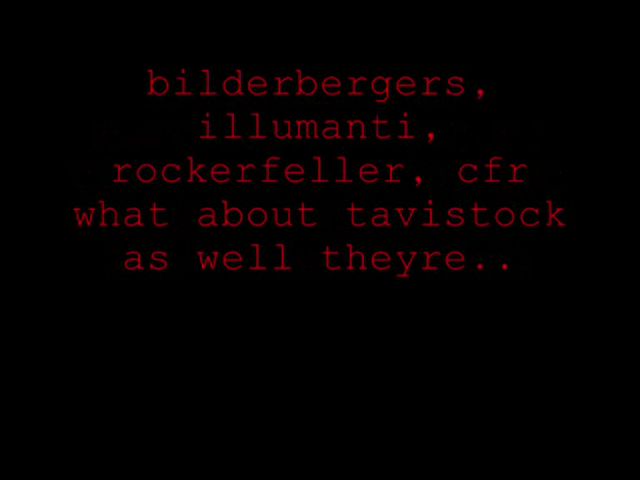 bilderbergers,
illumanti,
rockerfeller, cfr
what about tavistock
as well theyre..